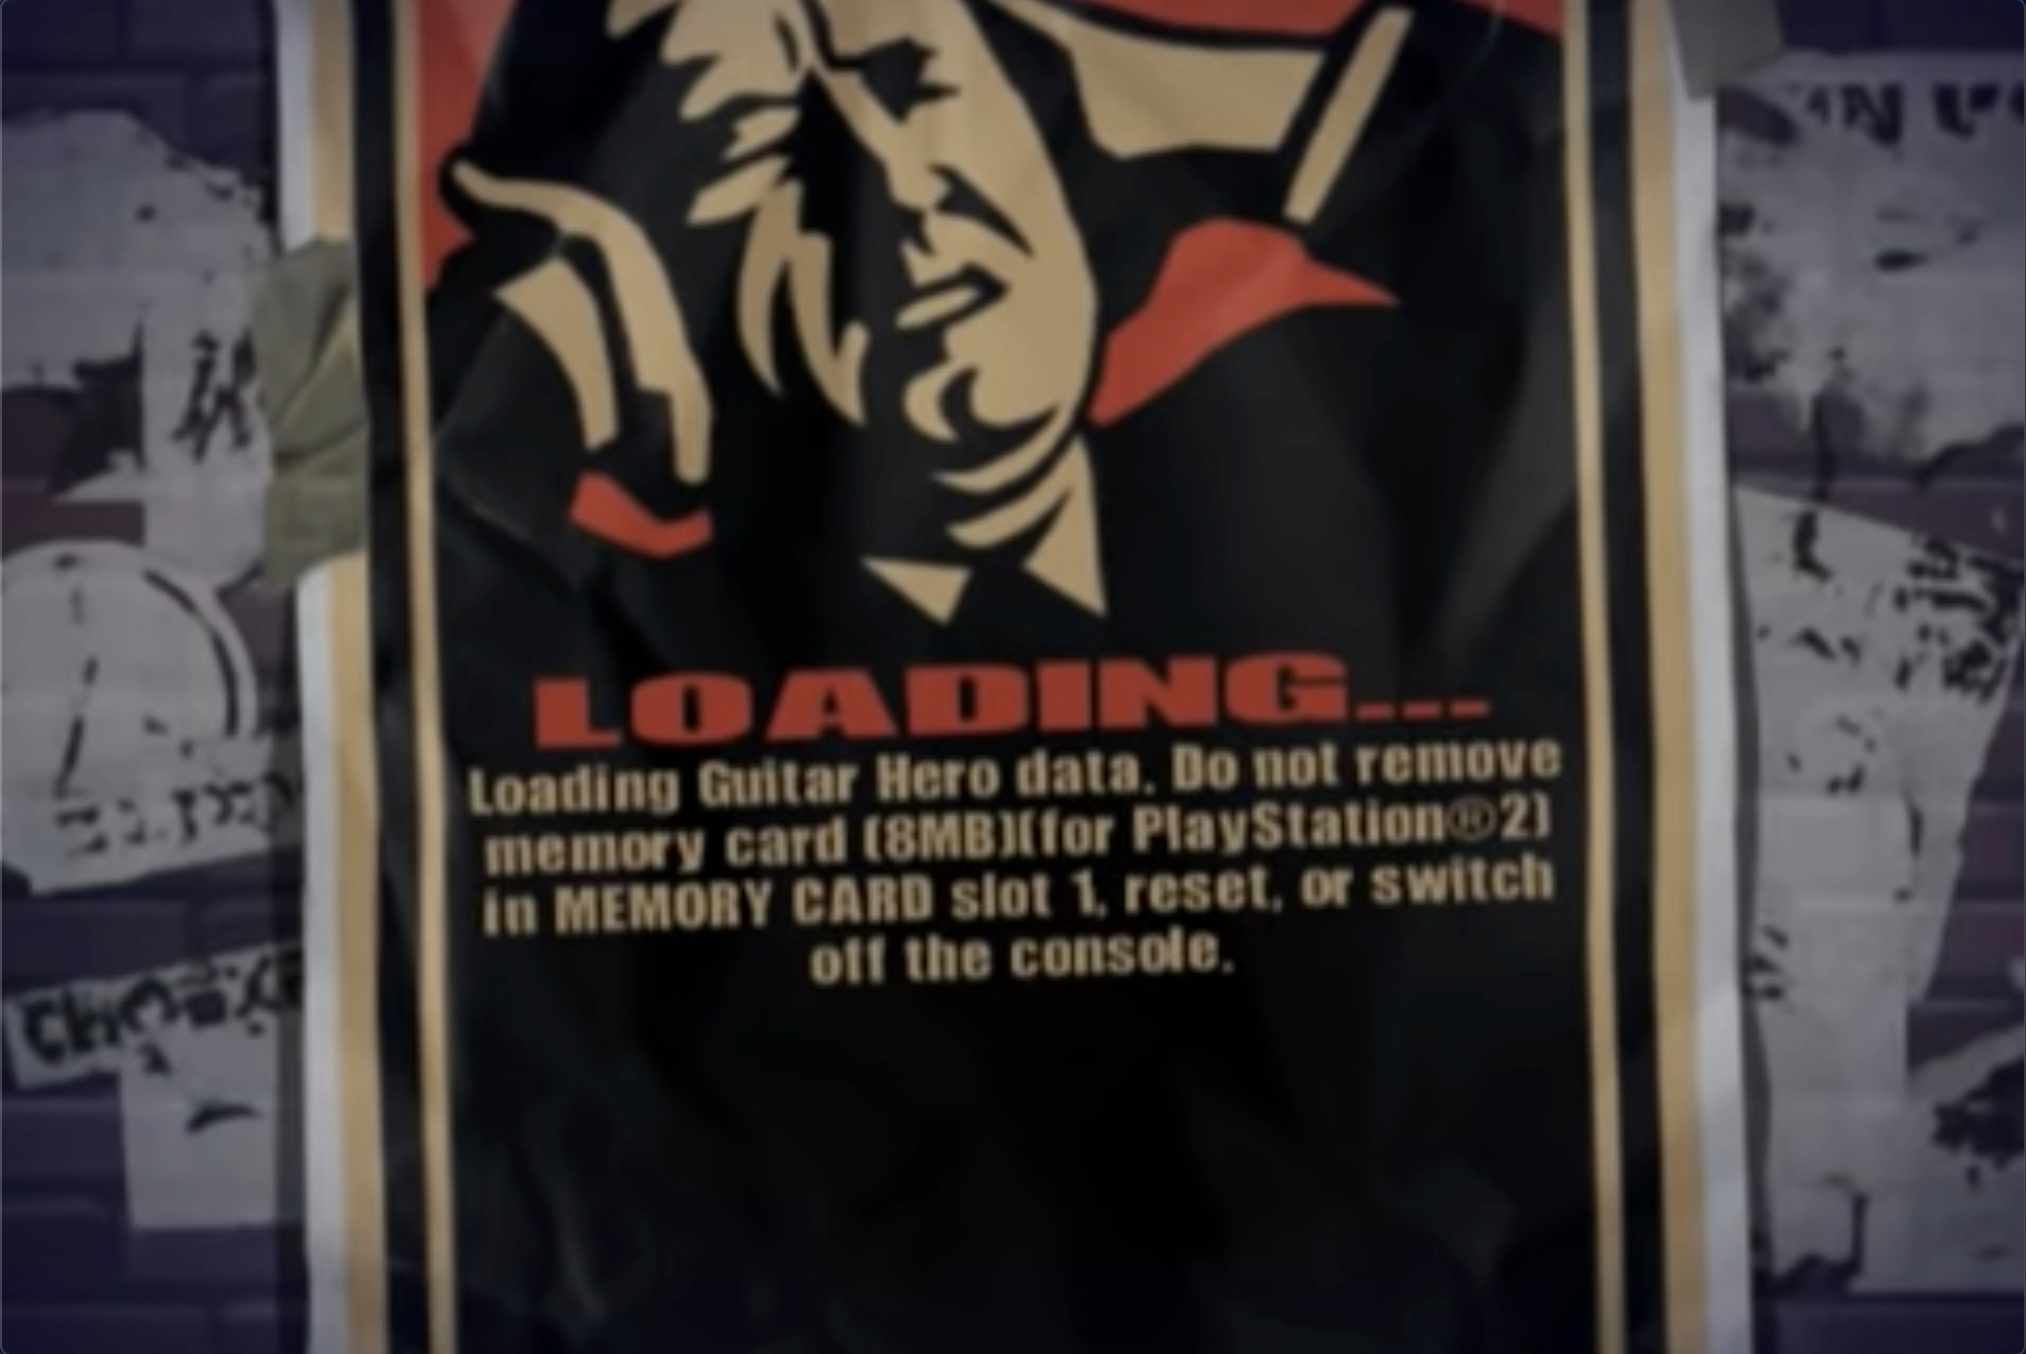 LOADING...
Loading Guitar Hero data. Do not remove
memory card (8MB)(for PlayStation®2)
in MEMORY CARD slot 1, reset, or switch
off the console.